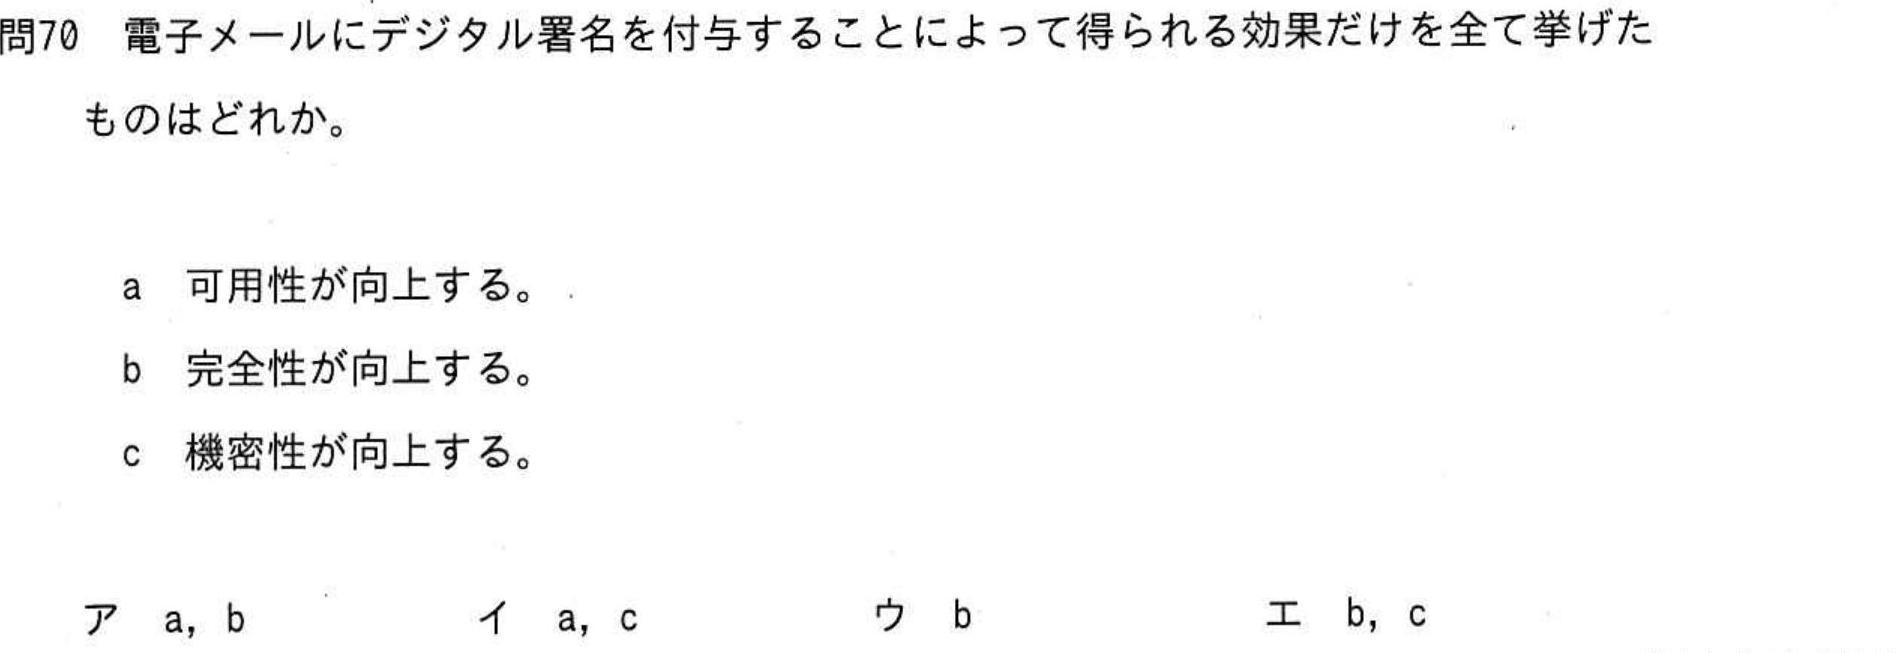 問70　電子メールにデジタル署名を付与することによって得られる効果だけを全て挙げた
ものはどれか。
a　可用性が向上する。
b　完全性が向上する。
c　機密性が向上する。
ア　a, b　　イ　a, c　　ウ　b　　エ　b, c